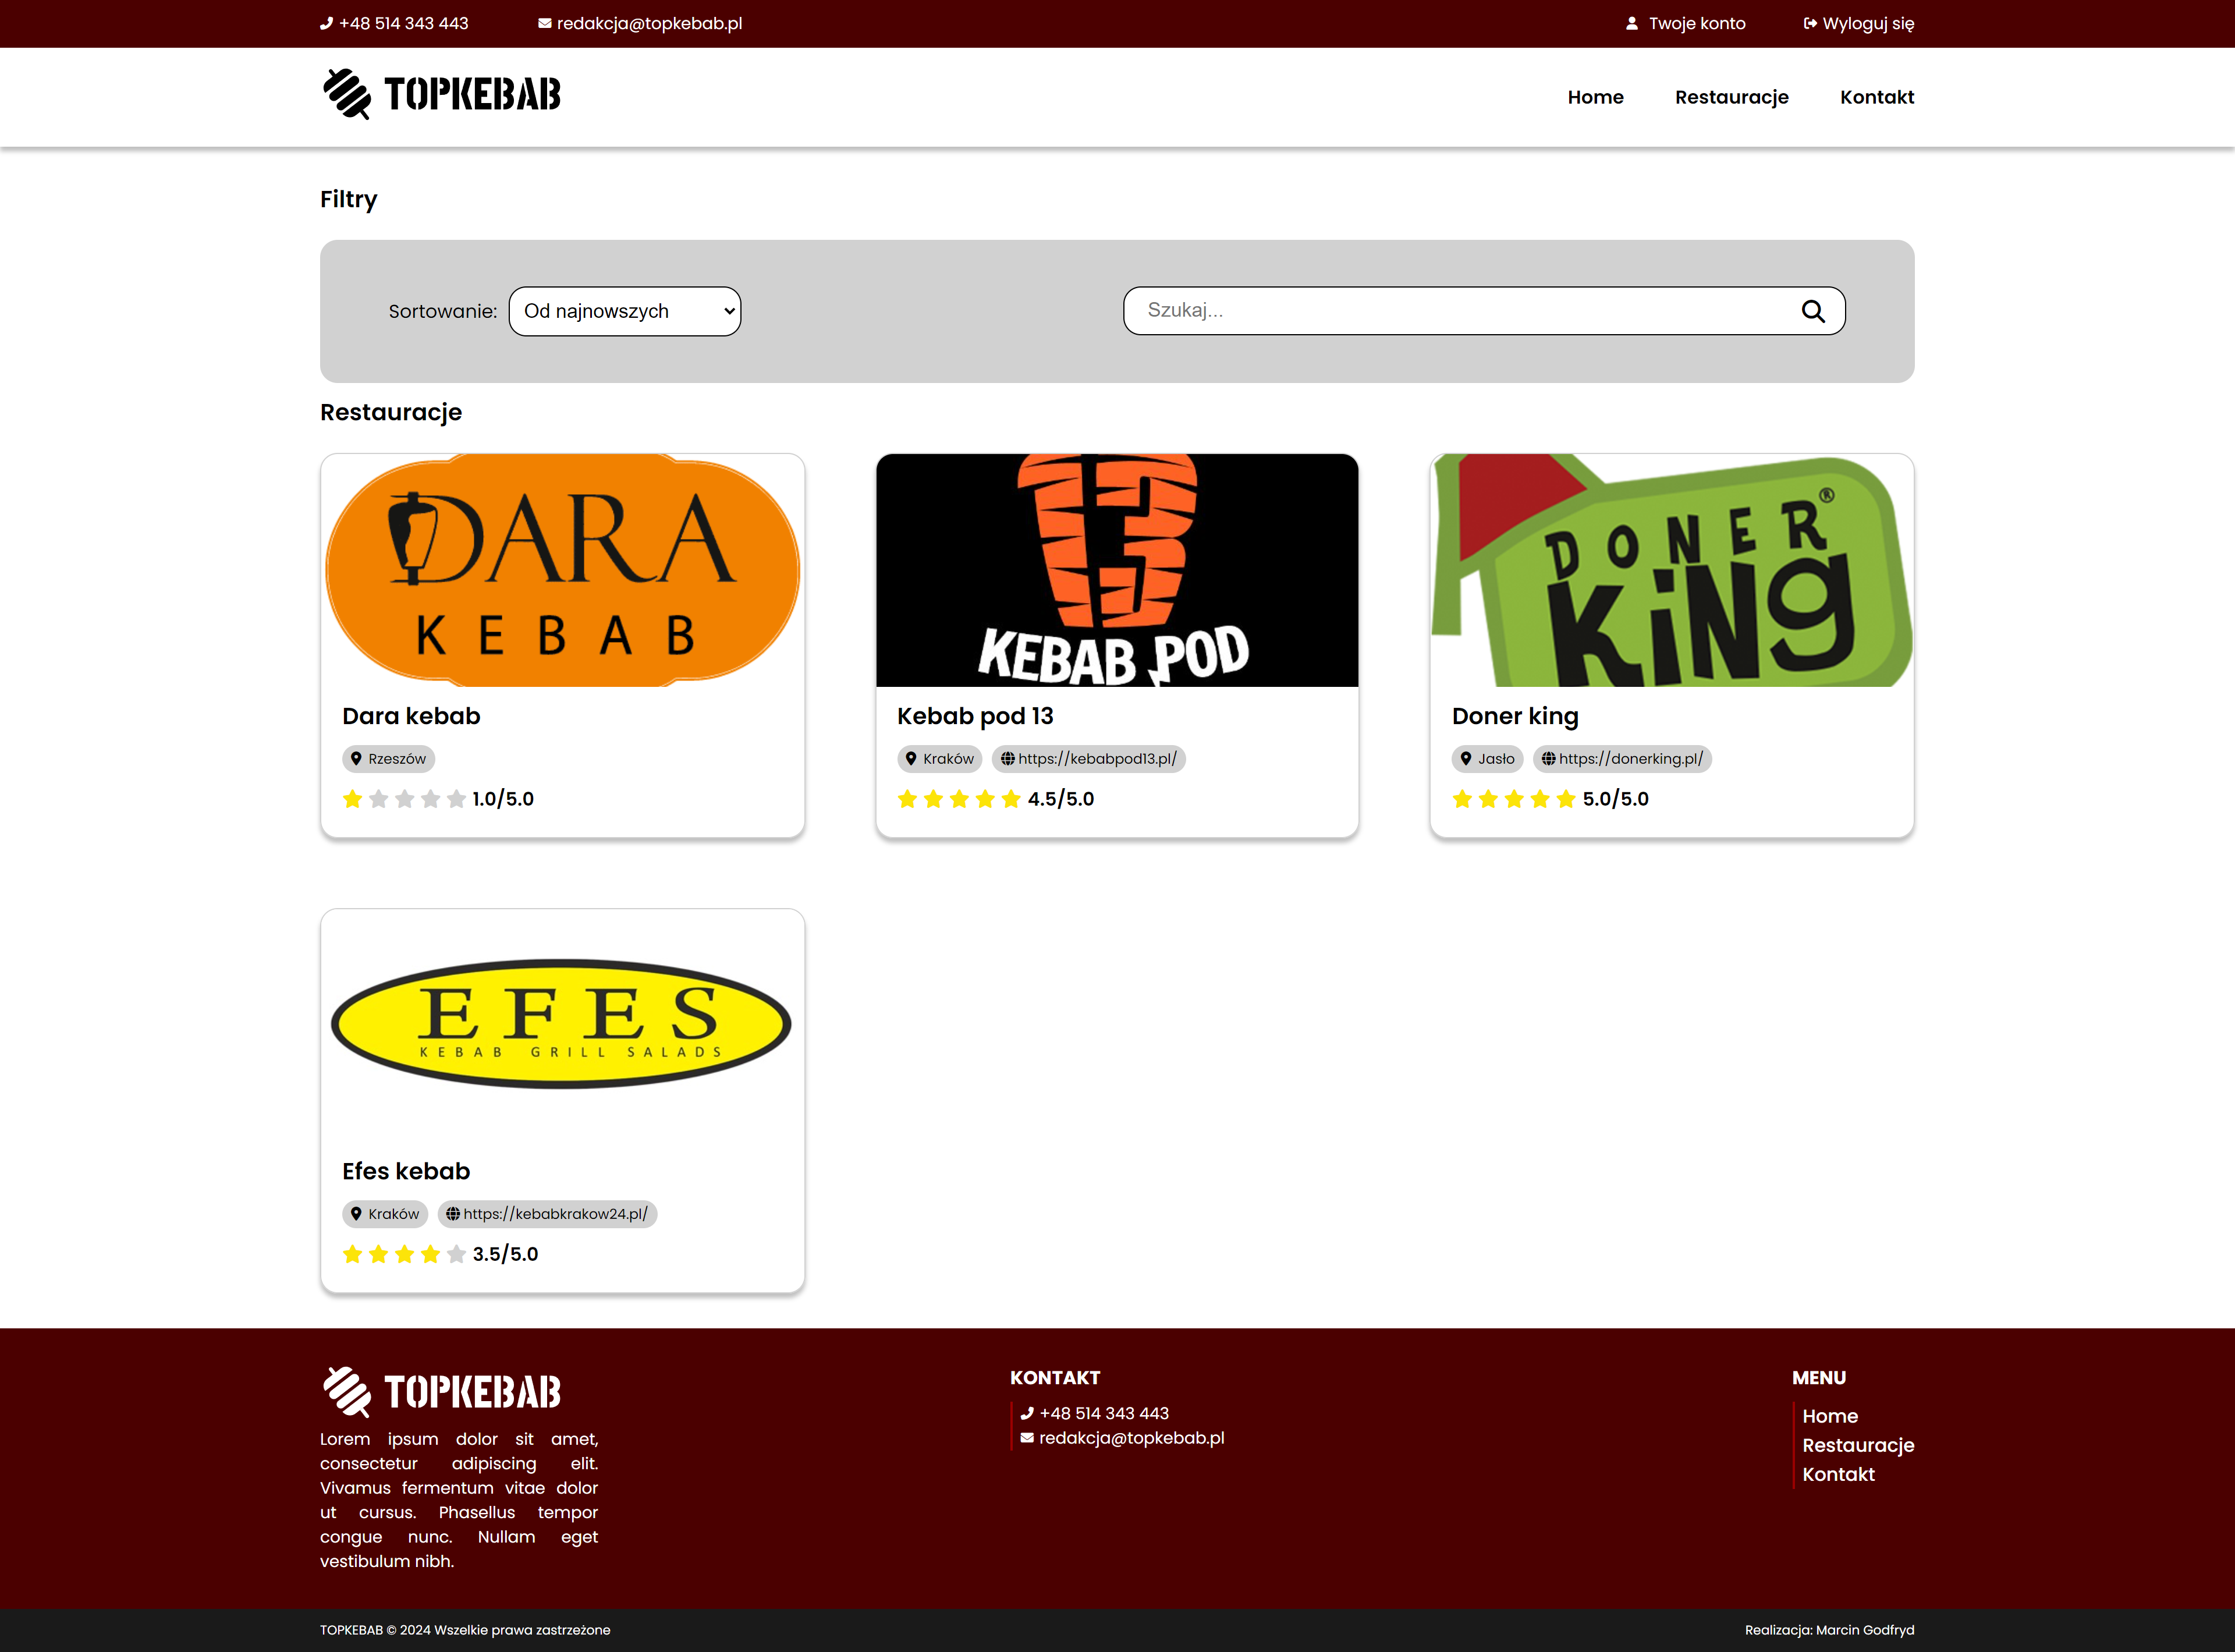 +48 514 343 443
redakcja@topkebab.pl
Twoje konto
Wyloguj się
TOPKEBAB
Home
Restauracje
Kontakt
Filtry
Sortowanie:
Od najnowszych
Szukaj...
Restauracje
DARA
KEBAB
Dara kebab
Rzeszów
1.0/5.0
13
KEBAB POD
Kebab pod 13
Kraków
https://kebabpod13.pl/
4.5/5.0
DONER®
KiNg
Doner king
Jasło
https://donerking.pl/
5.0/5.0
EFES
KEBAB GRILL SALADS
Efes kebab
Kraków
https://kebabkrakow24.pl/
3.5/5.0
TOPKEBAB
Lorem ipsum dolor sit amet,
consectetur adipiscing elit.
Vivamus fermentum vitae dolor
ut cursus. Phasellus tempor
congue nunc. Nullam eget
vestibulum nibh.
KONTAKT
+48 514 343 443
redakcja@topkebab.pl
MENU
Home
Restauracje
Kontakt
TOPKEBAB © 2024 Wszelkie prawa zastrzeżone
Realizacja: Marcin Godfryd